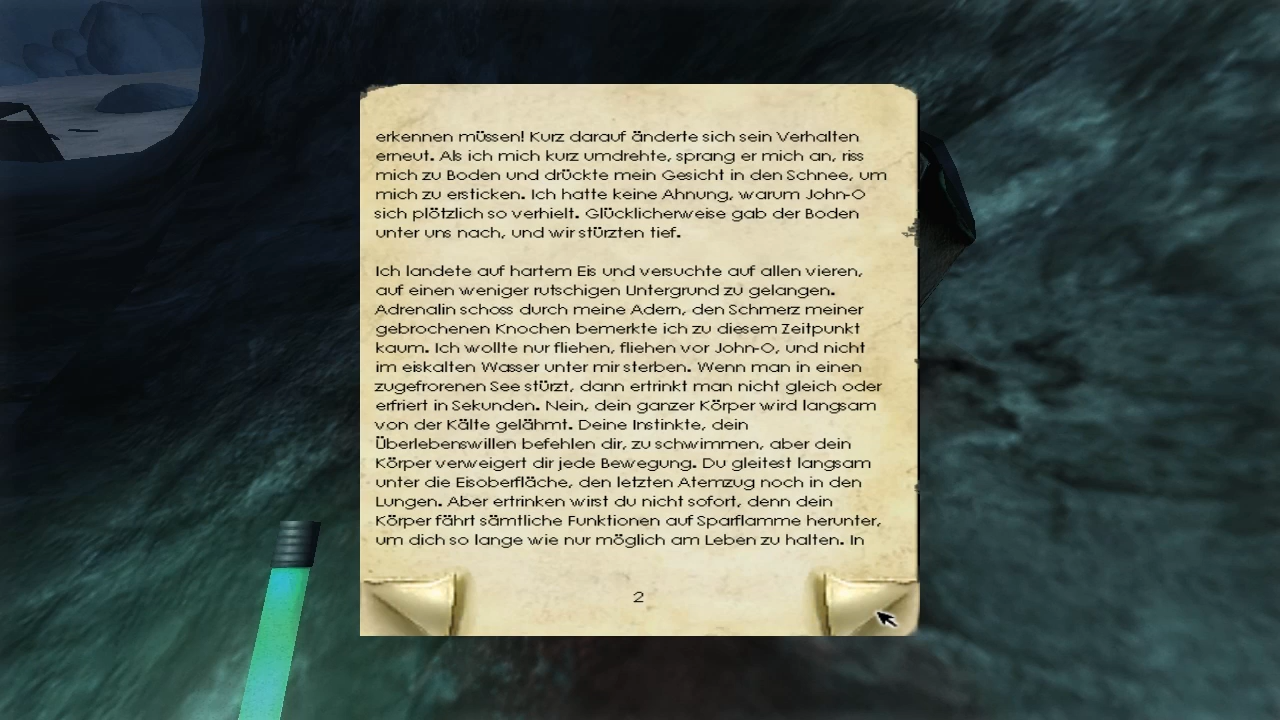 erkennen müssen! Kurz darauf änderte sich sein Verhalten
erneut. Als ich mich kurz umdrehte, sprang er mich an, riss
mich zu Boden und drückte mein Gesicht in den Schnee, um
mich zu ersticken. Ich hatte keine Ahnung, warum John-O
sich plötzlich so verhielt. Glücklicherweise gab der Boden
unter uns nach, und wir stürzten tief.
Ich landete auf hartem Eis und versuchte auf allen vieren,
auf einen weniger rutschigen Untergrund zu gelangen.
Adrenalin schoss durch meine Adern, den Schmerz meiner
gebrochenen Knochen bemerkte ich zu diesem Zeitpunkt
kaum. Ich wollte nur fliehen, fliehen vor John-O, und nicht
im eiskalten Wasser unter mir sterben. Wenn man in einen
zugefrorenen See stürzt, dann ertrinkt man nicht gleich oder
erfriert in Sekunden. Nein, dein ganzer Körper wird langsam
von der Kälte gelähmt. Deine Instinkte, dein
Überlebenswillen befehlen dir, zu schwimmen, aber dein
Körper verweigert dir jede Bewegung. Du gleitest langsam
unter die Eisoberfläche, den letzten Atemzug noch in den
Lungen. Aber ertrinken wirst du nicht sofort, denn dein
Körper fährt sämtliche Funktionen auf Sparflamme herunter,
um dich so lange wie nur möglich am Leben zu halten. In
2